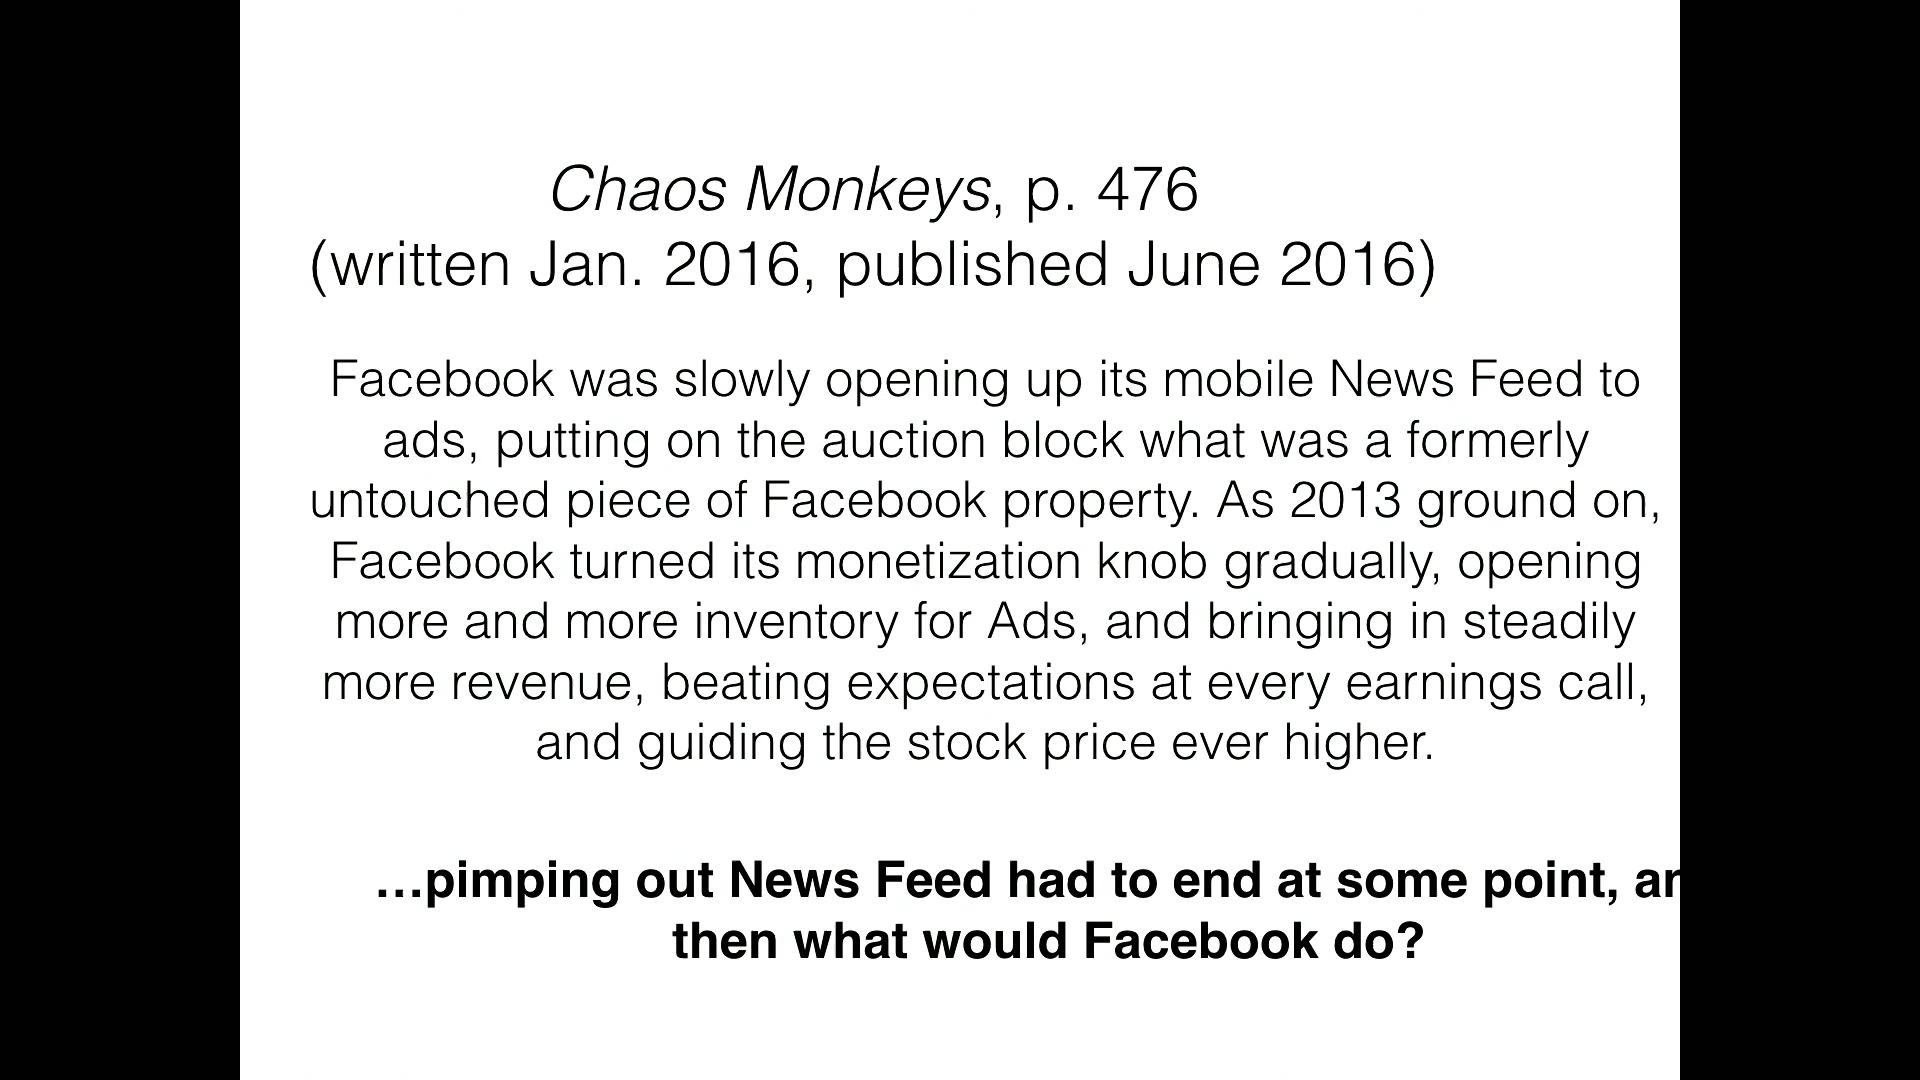 Chaos Monkeys, p. 476
(written Jan. 2016, published June 2016)
Facebook was slowly opening up its mobile News Feed to
ads, putting on the auction block what was a formerly
untouched piece of Facebook property. As 2013 ground on,
Facebook turned its monetization knob gradually, opening
more and more inventory for Ads, and bringing in steadily
more revenue, beating expectations at every earnings call,
and guiding the stock price ever higher.
…pimping out News Feed had to end at some point,
then what would Facebook do?